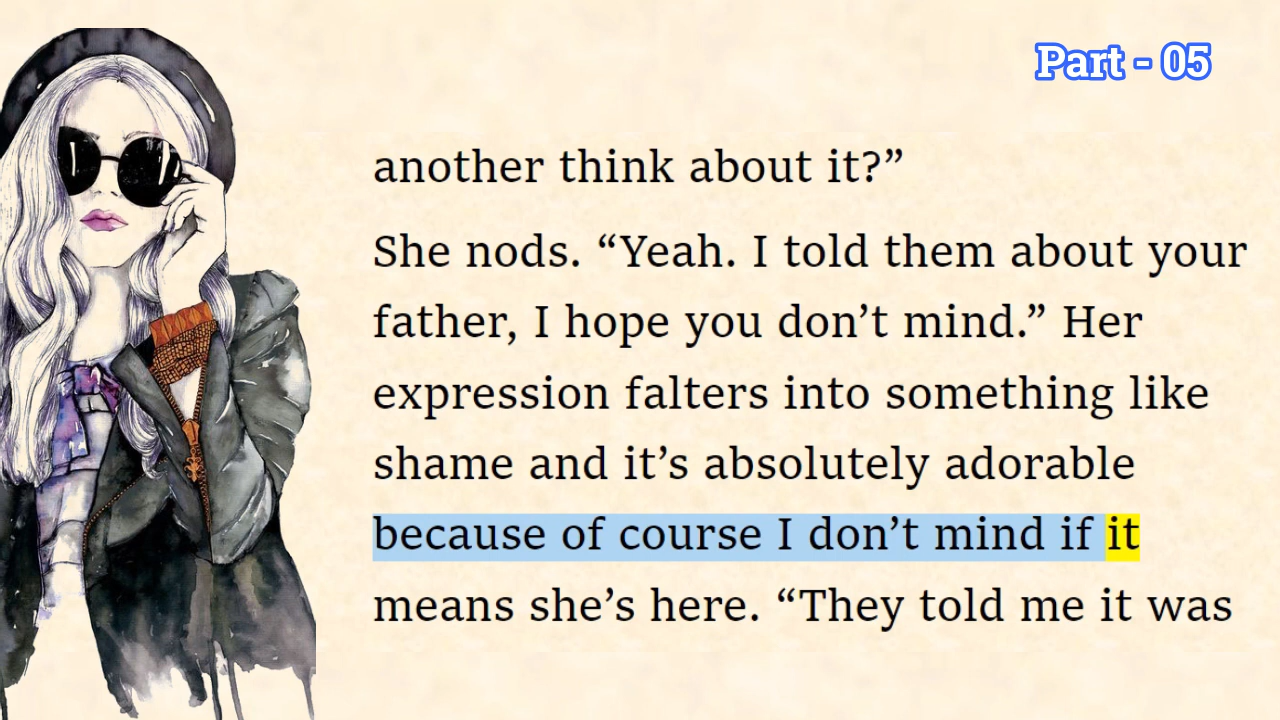 Part - 05
another think about it?”
She nods. “Yeah. I told them about your
father, I hope you don’t mind.” Her
expression falters into something like
shame and it’s absolutely adorable
because of course I don’t mind if it
means she’s here. “They told me it was